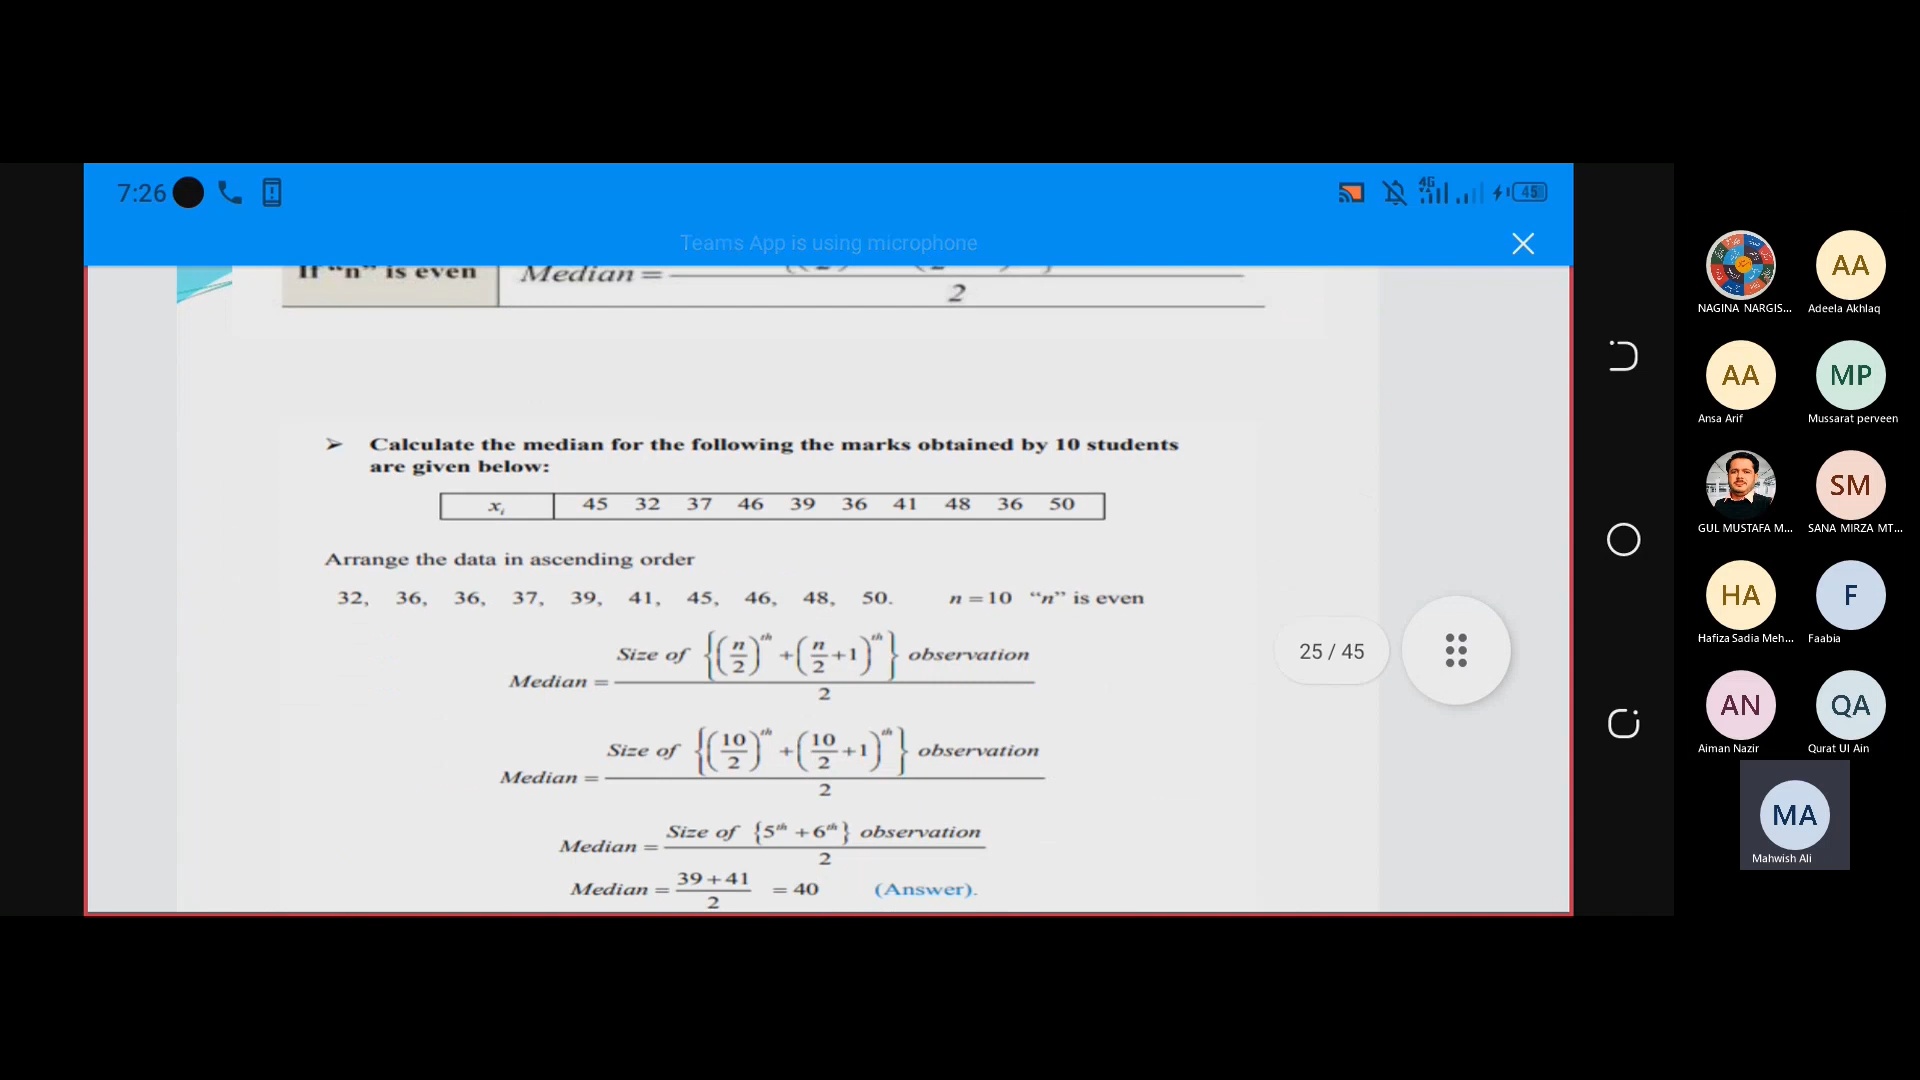 7:26
4G
45
Teams App is using microphone
If "n" is even
Median =
2
➢ Calculate the median for the following the marks obtained by 10 students
are given below:
xᵢ 45 32 37 46 39 36 41 48 36 50
Arrange the data in ascending order
32, 36, 36, 37, 39, 41, 45, 46, 48, 50. n = 10 “n” is even
Median = Size of {(n/2)ᵗʰ + (n/2 + 1)ᵗʰ} observation / 2
Median = Size of {(10/2)ᵗʰ + (10/2 + 1)ᵗʰ} observation / 2
Median = Size of {5ᵗʰ + 6ᵗʰ} observation / 2
Median = 39 + 41 / 2 = 40 (Answer).
25 / 45
NAGINA NARGIS...
AA
Adeela Akhlaq
AA
Ansa Arif
MP
Mussarat perveen
GUL MUSTAFA M...
SM
SANA MIRZA MT...
HA
Hafiza Sadia Meh...
F
Faabia
AN
Aiman Nazir
QA
Qurat Ul Ain
MA
Mahwish Ali